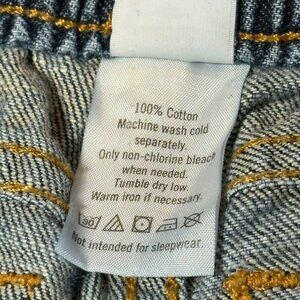 100% Cotton
Machine wash cold
separately.
Only non-chlorine bleach
when needed.
Tumble dry low.
Warm iron if necessary.
Not intended for sleepwear.